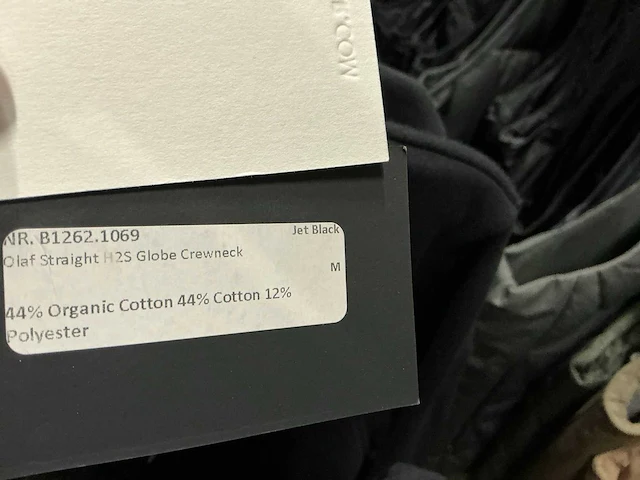 NR. B1262.1069
Jet Black
Olaf Straight H2S Globe Crewneck
M
44% Organic Cotton 44% Cotton 12%
Polyester